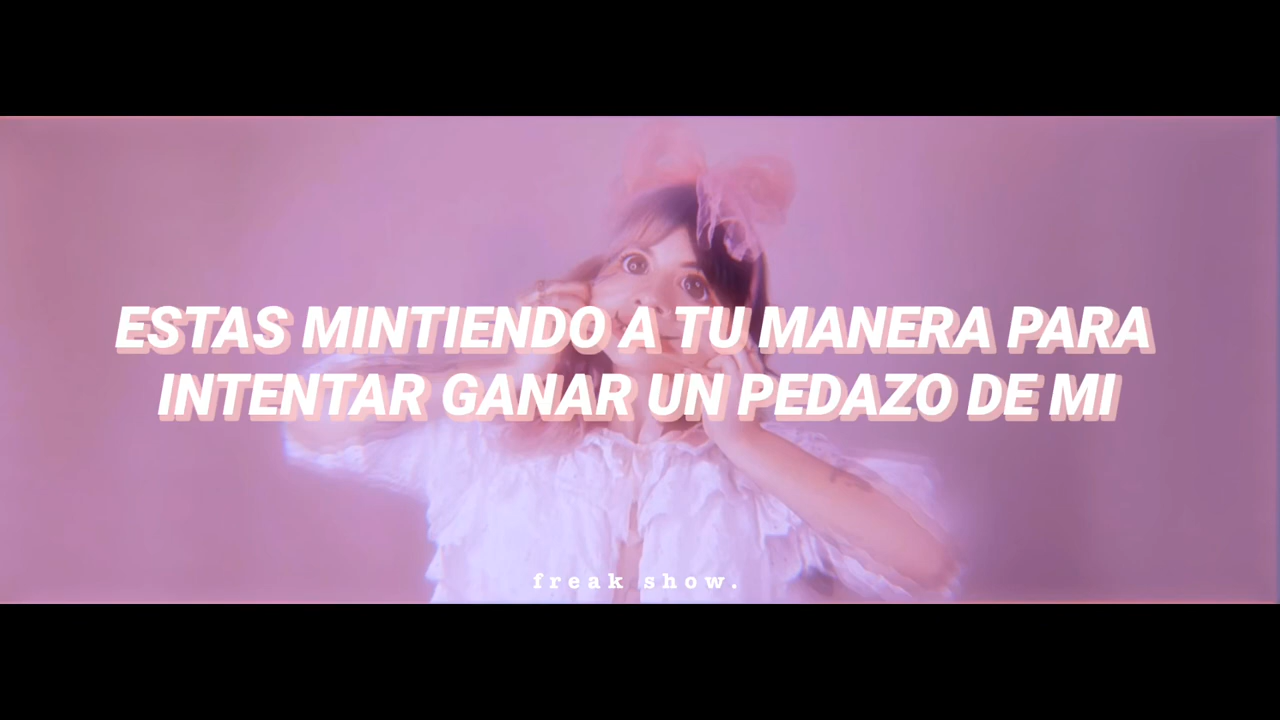 ESTAS MINTIENDO A TU MANERA PARA
INTENTAR GANAR UN PEDAZO DE MI
freak show.